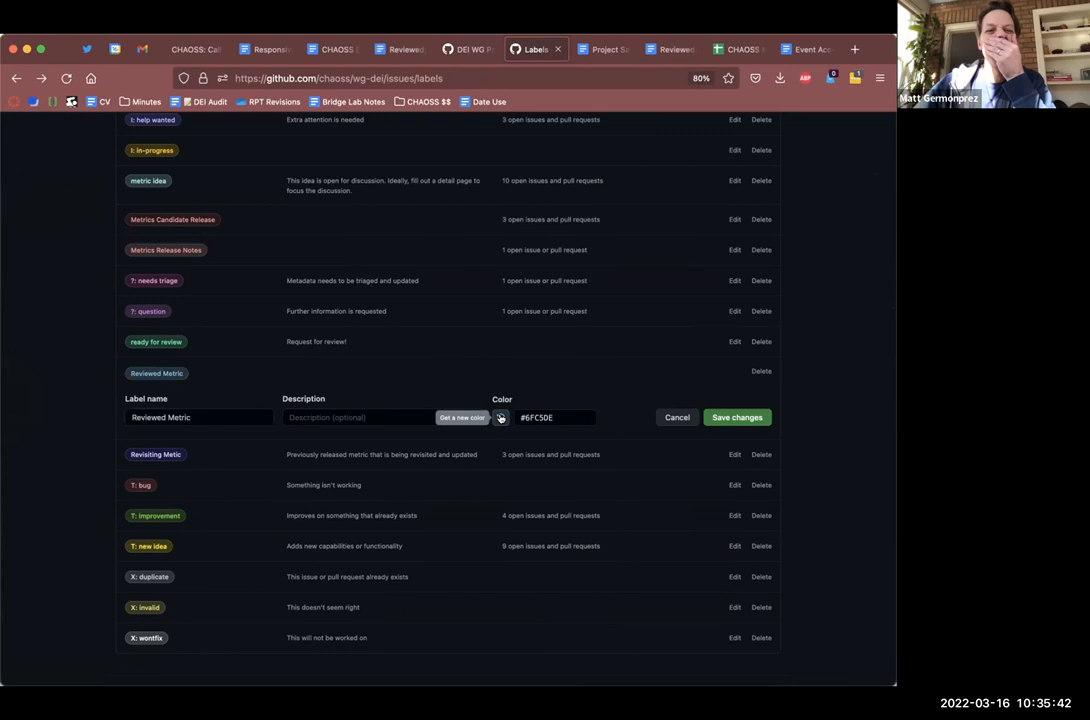 CHAOSS: Cal
Responsiv
CHAOSS
Reviewed
DEI WG P
Labels
Project Sa
Reviewed,
CHAOSS
Event Acc
https://github.com/chaoss/wg-dei/issues/labels
80%
ABP
0
1
CV
Minutes
DEI Audit
RPT Revisions
Bridge Lab Notes
CHAOSS $$
Date Use
Matt Germonprez
I: help wanted Extra attention is needed 3 open issues and pull requests Edit Delete
I: in-progress Edit Delete
metric idea This idea is open for discussion. Ideally, fill out a detail page to 10 open issues and pull requests Edit Delete
focus the discussion.
Metrics Candidate Release 3 open issues and pull requests Edit Delete
Metrics Release Notes 1 open issue or pull request Edit Delete
?: needs triage Metadata needs to be triaged and updated 1 open issue or pull request Edit Delete
?: question Further information is requested 1 open issue or pull request Edit Delete
ready for review Request for review! Edit Delete
Reviewed Metric Delete
Label name Description Color
Reviewed Metric Description (optional) Get a new color #6FC5DE Cancel Save changes
Revisiting Metic Previously released metric that is being revisited and updated 3 open issues and pull requests Edit Delete
T: bug Something isn't working Edit Delete
T: improvement Improves on something that already exists 4 open issues and pull requests Edit Delete
T: new idea Adds new capabilities or functionality 9 open issues and pull requests Edit Delete
X: duplicate This issue or pull request already exists Edit Delete
X: invalid This doesn't seem right Edit Delete
X: wontfix This will not be worked on Edit Delete
2022-03-16 10:35:42